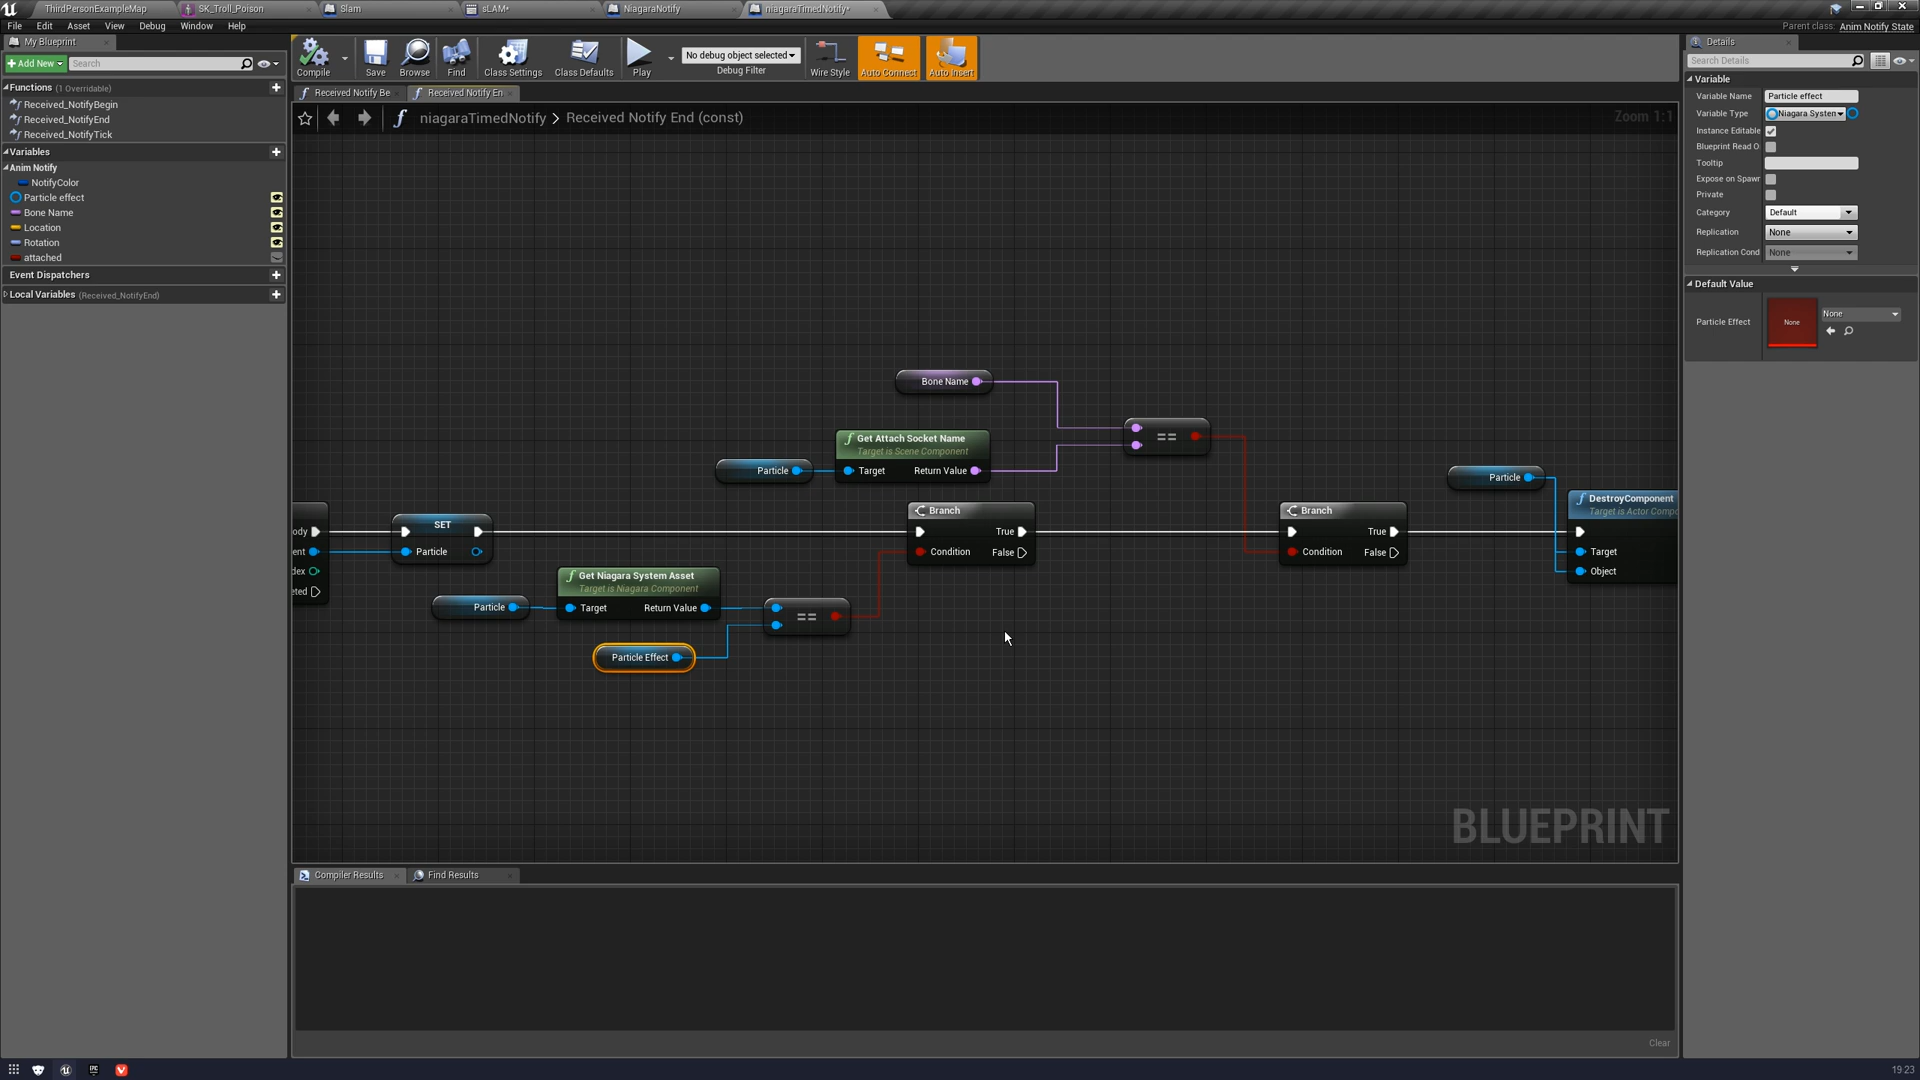 ThirdPersonExampleMap
SK_Troll_Poison
Slam
sLAM*
NiagaraNotify
niagaraTimedNotify*
File Edit Asset View Debug Window Help
Parent class: Anim Notify State
My Blueprint
Add New
Search
Functions (1 Overridable)
Received_NotifyBegin
Received_NotifyEnd
Received_NotifyTick
Variables
Anim Notify
NotifyColor
Particle effect
Bone Name
Location
Rotation
attached
Event Dispatchers
Local Variables (Received_NotifyEnd)
Compile
Save
Browse
Find
Class Settings
Class Defaults
Play
No debug object selected
Debug Filter
Wire Style
Auto Connect
Auto Insert
Received Notify Be
Received Notify En
niagaraTimedNotify > Received Notify End (const)
Zoom 1:1
Bone Name
Get Attach Socket Name
Target is Scene Component
Particle
Target Return Value
==
Particle
DestroyComponent
Target is Actor Compo
Target
Object
ody
ent
dex
eted
SET
Particle
Branch
True
Condition False
Branch
True
Condition False
Get Niagara System Asset
Target is Niagara Component
Particle
Target Return Value
==
Particle Effect
BLUEPRINT
Compiler Results
Find Results
Clear
Details
Search Details
Variable
Variable Name Particle effect
Variable Type Niagara System
Instance Editable
Blueprint Read O
Tooltip
Expose on Spawn
Private
Category Default
Replication None
Replication Cond None
Default Value
Particle Effect None None
19:23